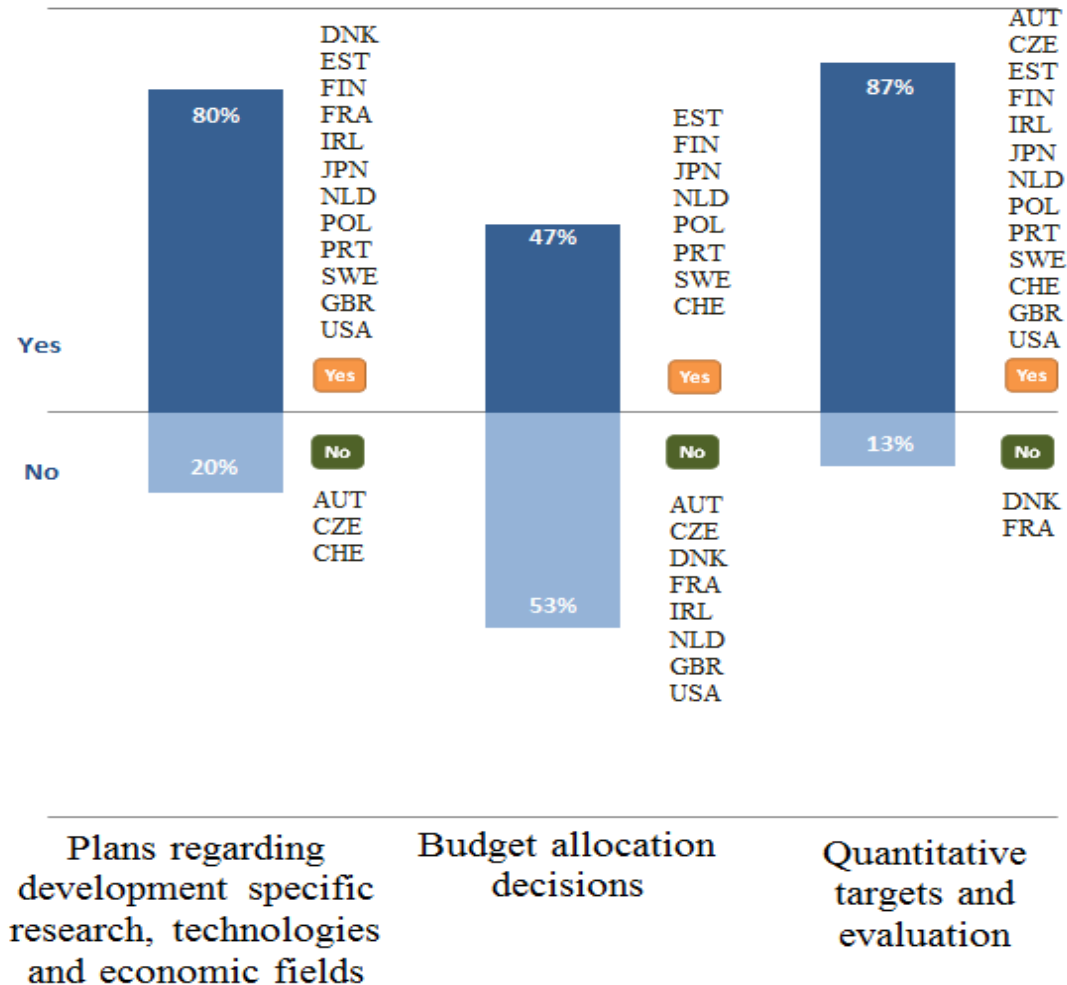 80%
DNK
EST
FIN
FRA
IRL
JPN
NLD
POL
PRT
SWE
GBR
USA
Yes
No
20%
AUT
CZE
CHE
47%
EST
FIN
JPN
NLD
POL
PRT
SWE
CHE
Yes
No
53%
AUT
CZE
DNK
FRA
IRL
NLD
GBR
USA
87%
AUT
CZE
EST
FIN
IRL
JPN
NLD
POL
PRT
SWE
CHE
GBR
USA
Yes
No
13%
DNK
FRA
Yes
No
Plans regarding
development specific
research, technologies
and economic fields
Budget allocation
decisions
Quantitative
targets and
evaluation